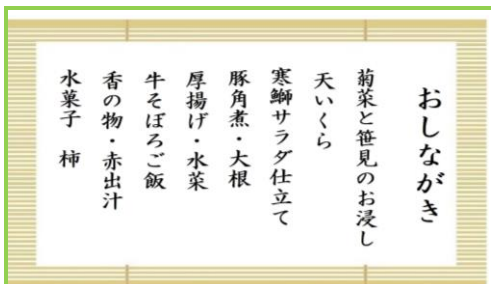 おしながき
菊菜と笹見のお浸し
天いくら
寒鰤サラダ仕立て
豚角煮・大根
厚揚げ・水菜
牛そぼろご飯
香の物・赤出汁
水菓子　柿